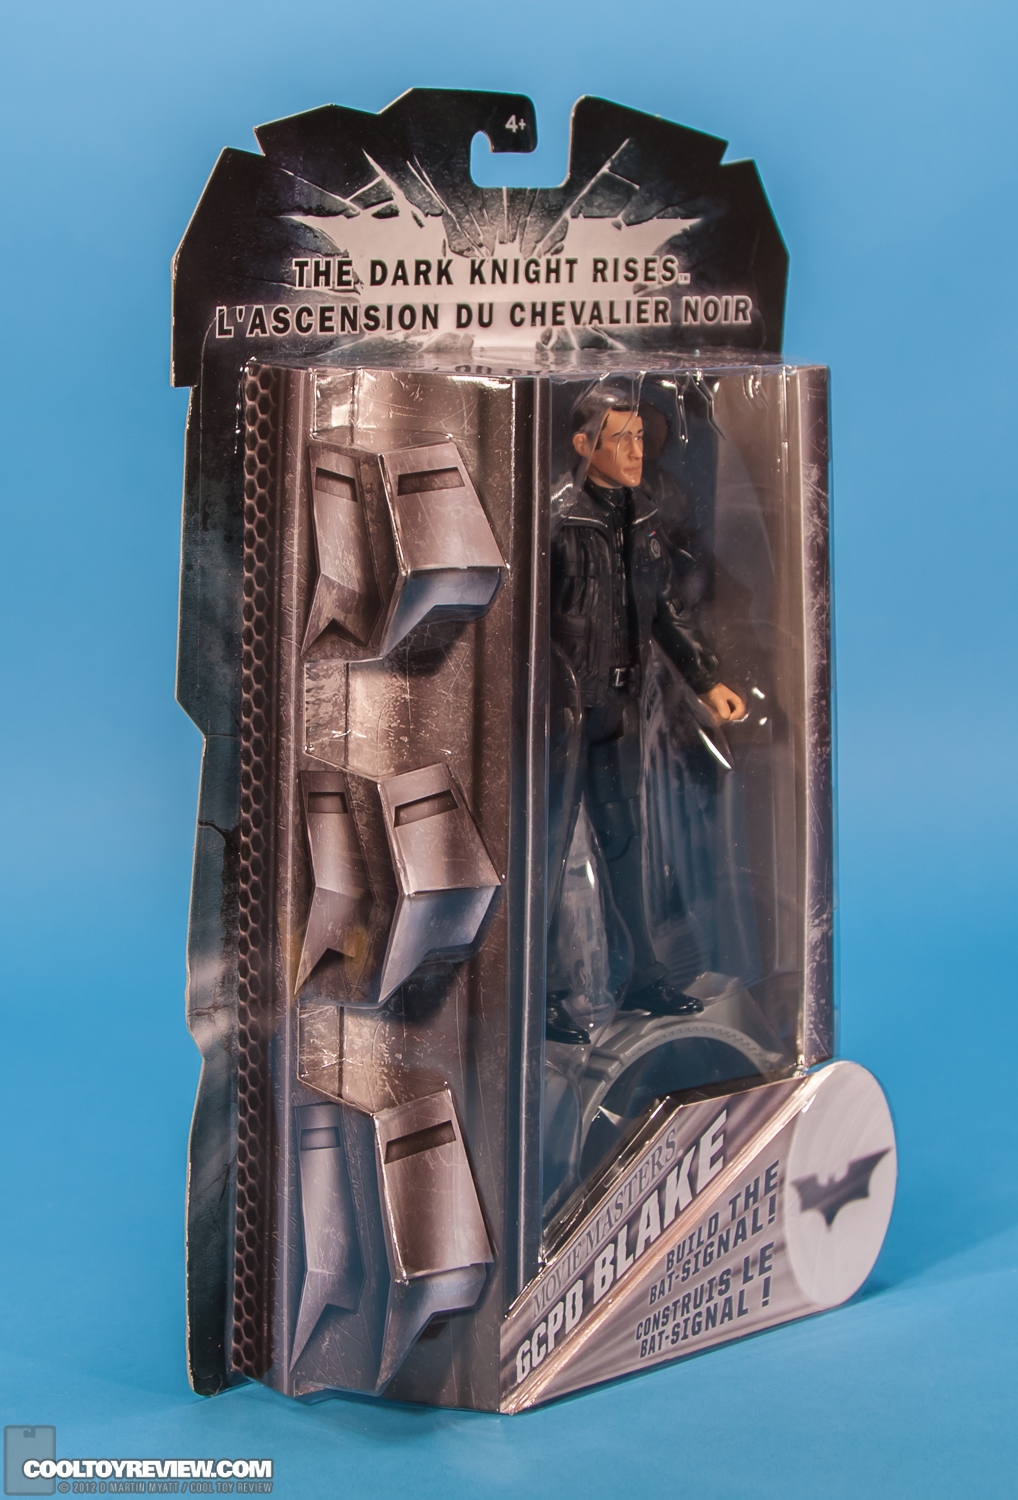 4+
THE DARK KNIGHT RISES™
L'ASCENSION DU CHEVALIER NOIR
MOVIE MASTERS
GCPD BLAKE
BUILD THE
BAT-SIGNAL!
CONSTRUIS LE
BAT-SIGNAL !
COOLTOYREVIEW.COM
© 2012 D MARTIN MYATT / COOL TOY REVIEW